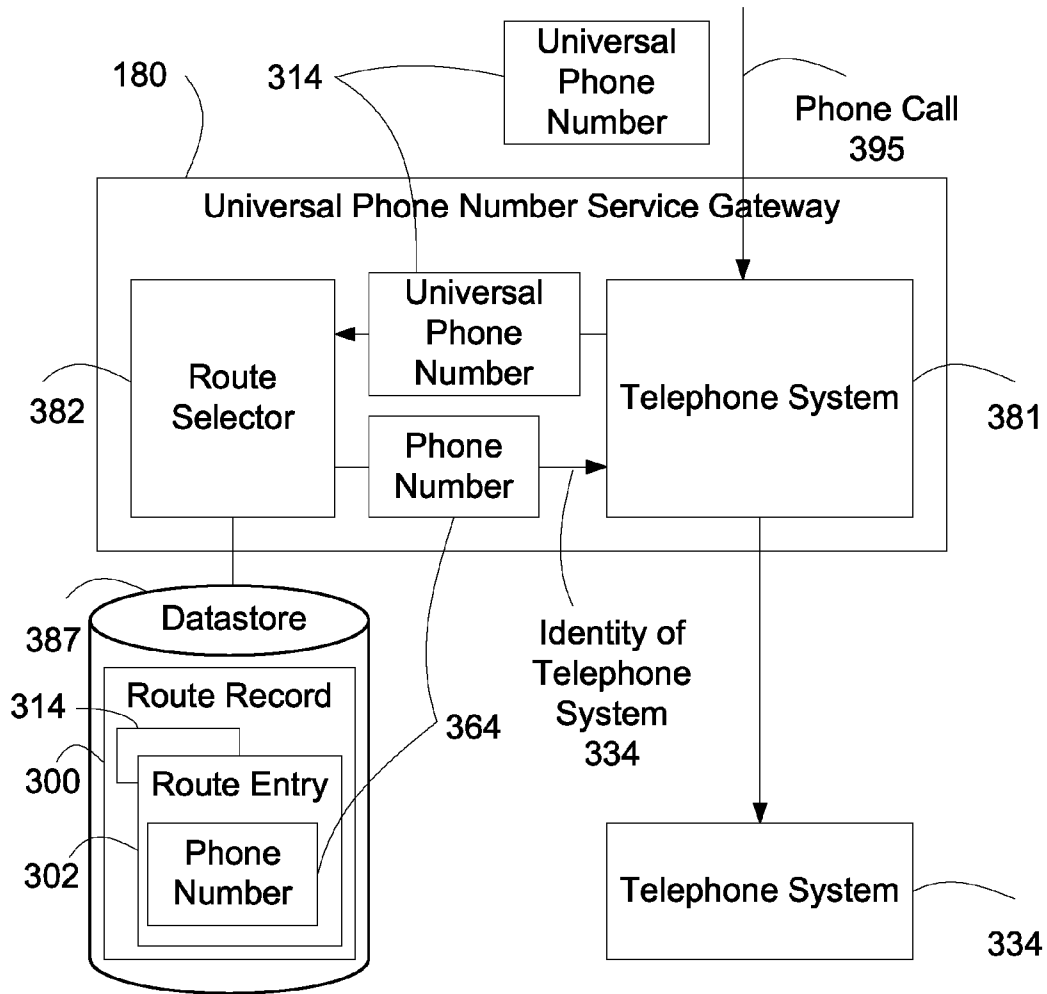 Universal
Phone
Number
314
180
Phone Call
395
Universal Phone Number Service Gateway
Universal
Phone
Number
Route
Selector
Telephone System
382
381
Phone
Number
387
Datastore
Identity of
Telephone
System
334
Route Record
314
364
300
Route Entry
302
Phone
Number
Telephone System
334